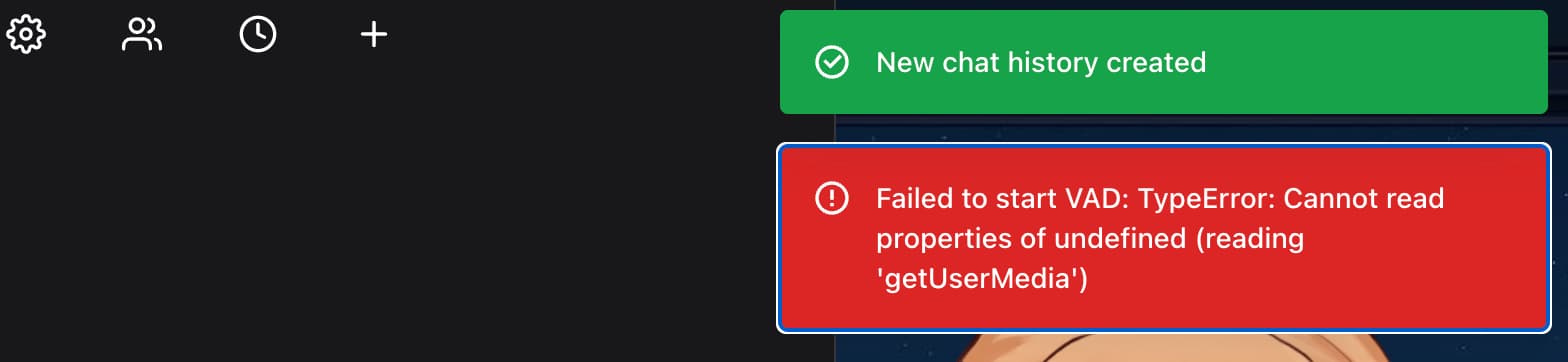 New chat history created
Failed to start VAD: TypeError: Cannot read
properties of undefined (reading
'getUserMedia')